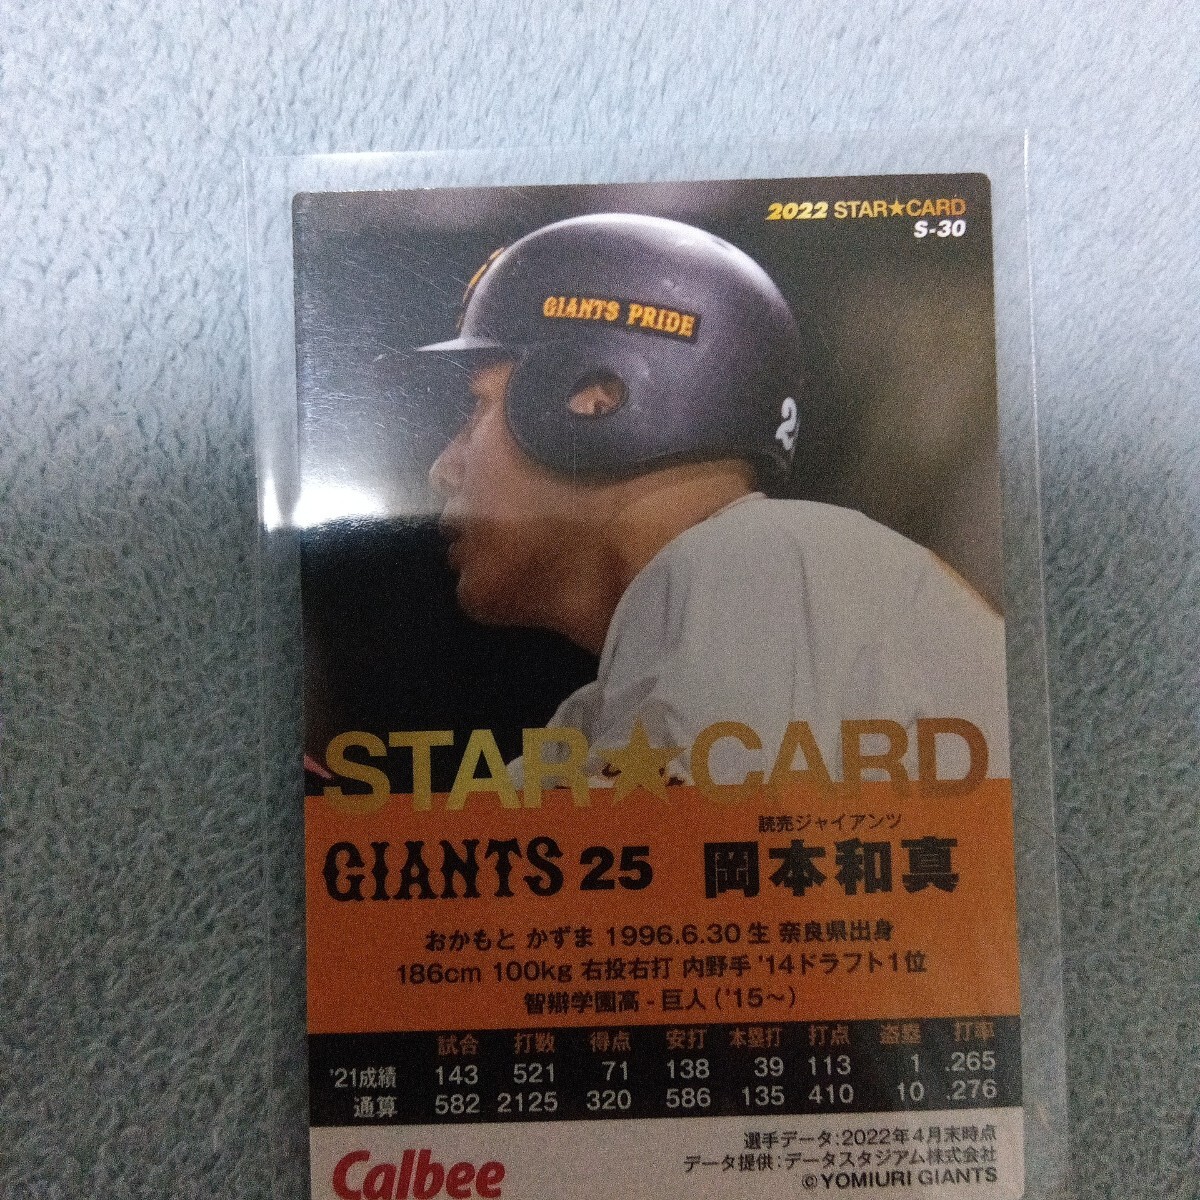 2022 STAR★CARD
S-30
GIANTS PRIDE
2
STAR★CARD
読売ジャイアンツ
GIANTS 25 岡本和真
おかもと かずま 1996.6.30生 奈良県出身
186cm 100kg 右投右打 内野手 '14ドラフト1位
智辯学園高 - 巨人 ('15〜)
試合 打数 得点 安打 本塁打 打点 盗塁 打率
'21成績 143 521 71 138 39 113 1 .265
通算 582 2125 320 586 135 410 10 .276
選手データ:2022年4月末時点
データ提供:データスタジアム株式会社
©YOMIURI GIANTS
Calbee